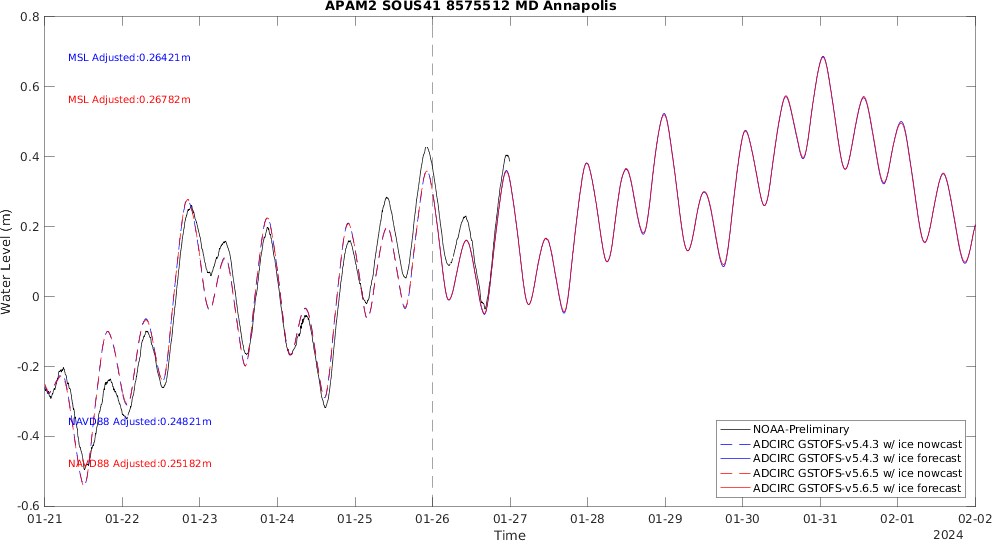 APAM2 SOUS41 8575512 MD Annapolis
0.8
0.6
0.4
0.2
0
-0.2
-0.4
-0.6
Water Level (m)
MSL Adjusted:0.26421m
MSL Adjusted:0.26782m
NAVD88 Adjusted:0.24821m
NAVD88 Adjusted:0.25182m
NOAA-Preliminary
ADCIRC GSTOFS-v5.4.3 w/ ice nowcast
ADCIRC GSTOFS-v5.4.3 w/ ice forecast
ADCIRC GSTOFS-v5.6.5 w/ ice nowcast
ADCIRC GSTOFS-v5.6.5 w/ ice forecast
01-21 01-22 01-23 01-24 01-25 01-26 01-27 01-28 01-29 01-30 01-31 02-01 02-02
Time
2024